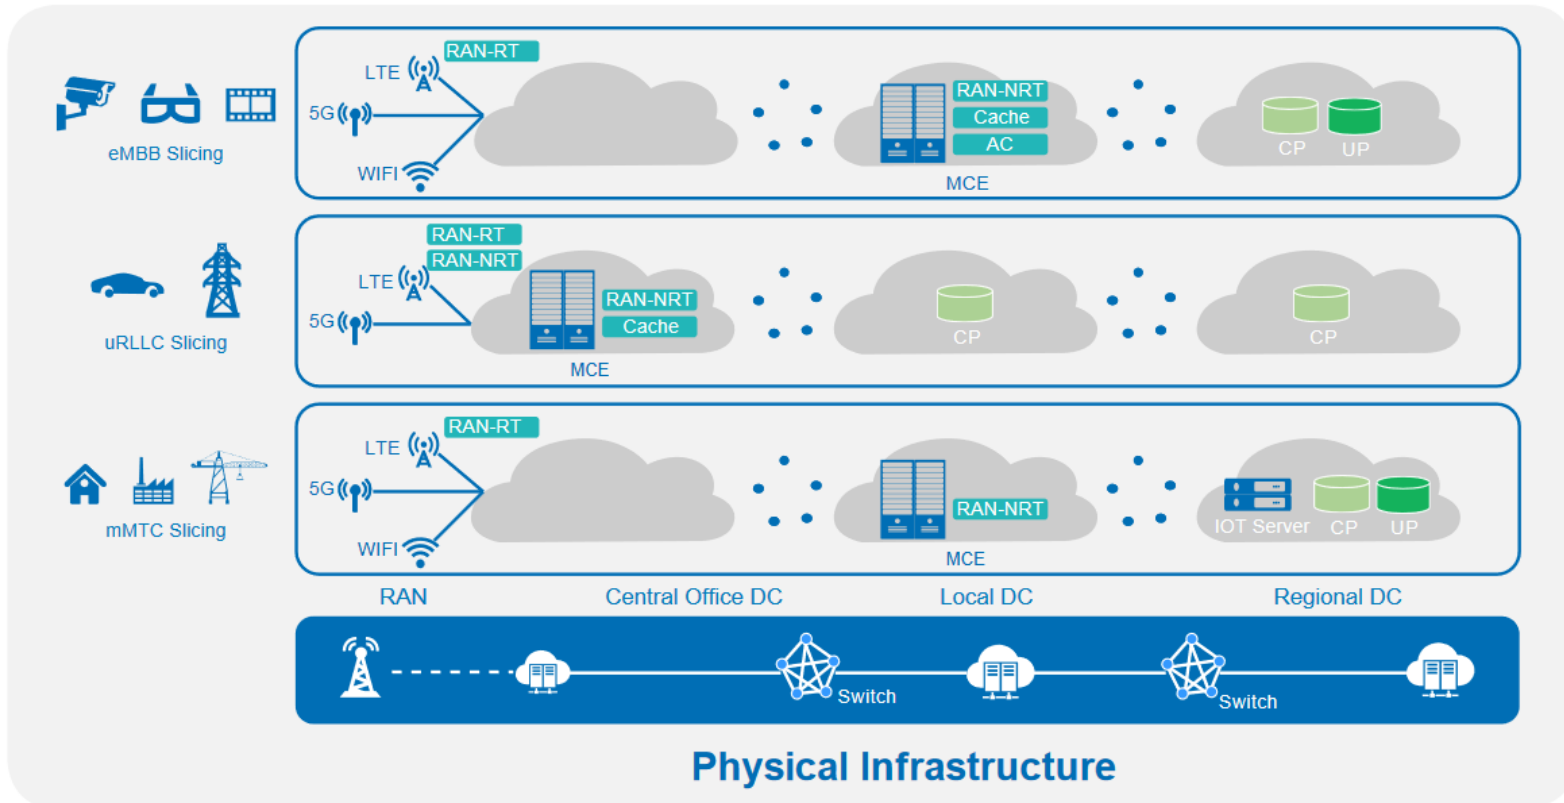 RAN-RT
LTE
5G
WIFI
RAN-NRT
Cache
AC
MCE
CP
UP
eMBB Slicing
RAN-RT
RAN-NRT
LTE
5G
RAN-NRT
Cache
MCE
CP
CP
uRLLC Slicing
RAN-RT
LTE
5G
WIFI
RAN-NRT
MCE
IOT Server
CP
UP
mMTC Slicing
RAN
Central Office DC
Local DC
Regional DC
Switch
Switch
Physical Infrastructure